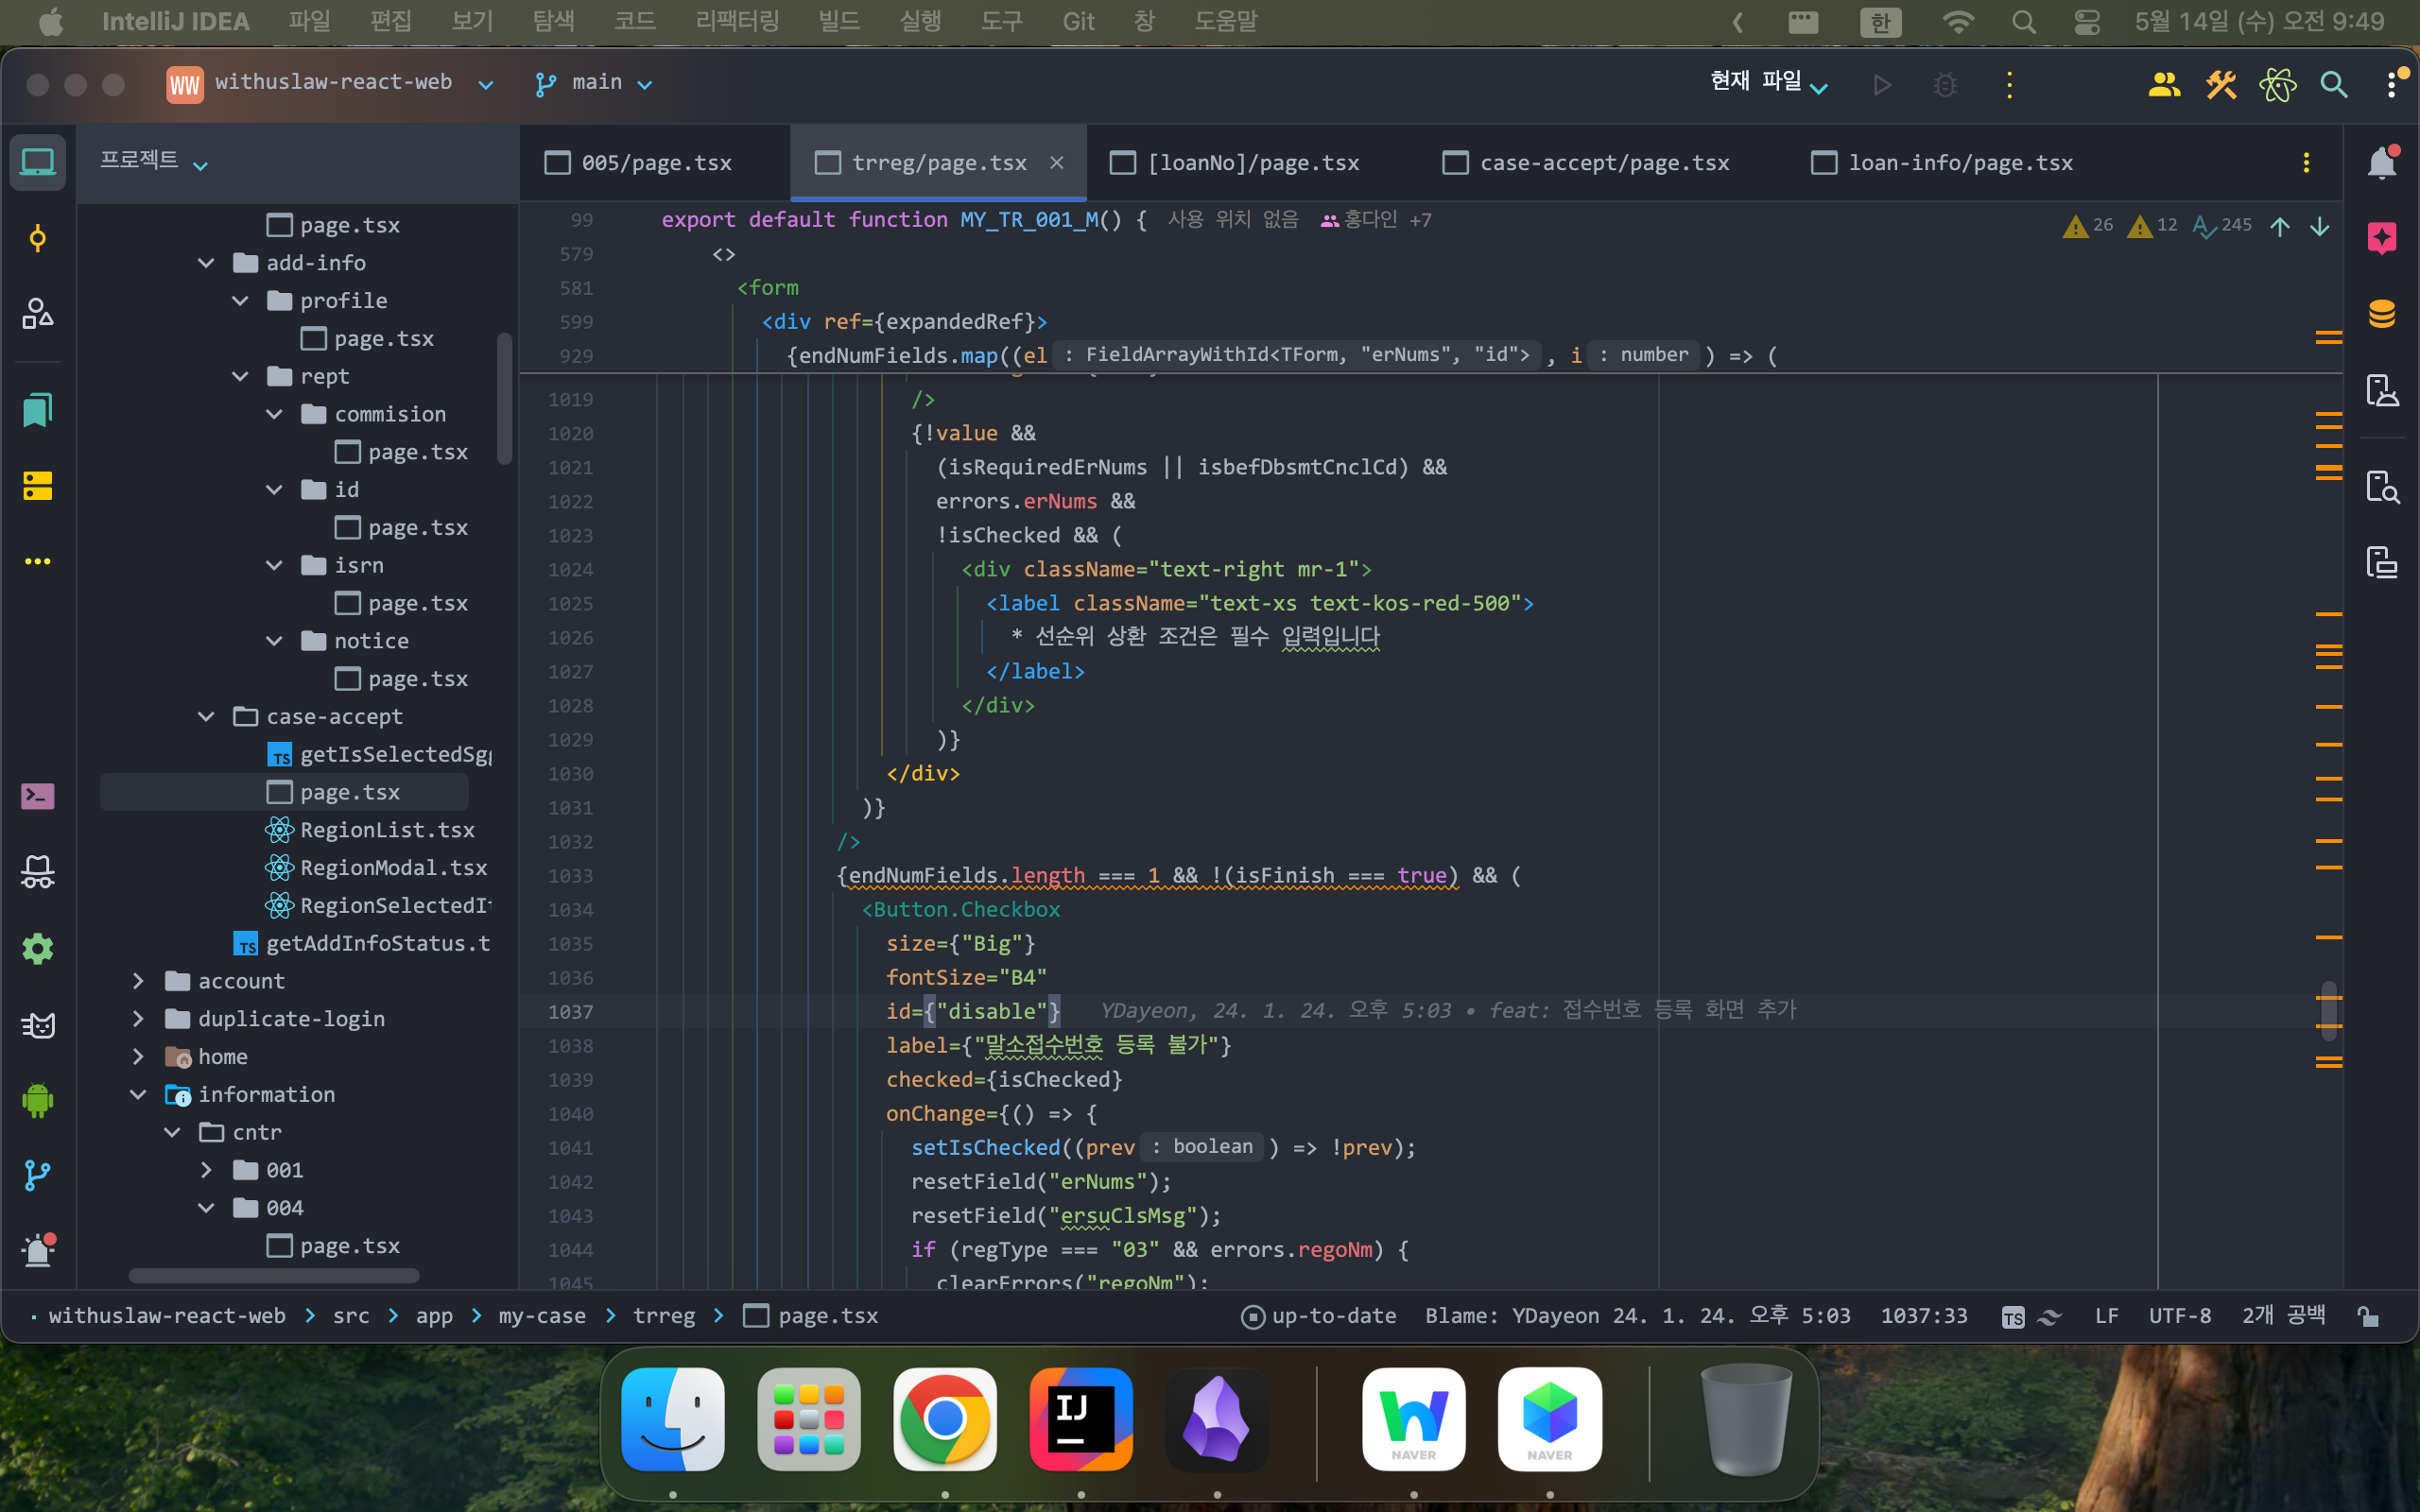 IntelliJ IDEA 파일 편집 보기 탐색 코드 리팩터링 빌드 실행 도구 Git 창 도움말 한 5월 14일 (수) 오전 9:49
WW withuslaw-react-web main 현재 파일
프로젝트
005/page.tsx trreg/page.tsx [loanNo]/page.tsx case-accept/page.tsx loan-info/page.tsx
page.tsx
add-info
profile
page.tsx
rept
commision
page.tsx
id
page.tsx
isrn
page.tsx
notice
page.tsx
case-accept
TS getIsSelectedSg
page.tsx
RegionList.tsx
RegionModal.tsx
RegionSelectedI
TS getAddInfoStatus.t
account
duplicate-login
home
information
cntr
001
004
page.tsx
99 export default function MY_TR_001_M() { 사용 위치 없음 홍다인 +7
26 12 245
579 <>
581 <form
599 <div ref={expandedRef}>
929 {endNumFields.map((el : FieldArrayWithId<TForm, "erNums", "id"> , i : number ) => (
1019 />
1020 {!value &&
1021 (isRequiredErNums || isbefDbsmtCnclCd) &&
1022 errors.erNums &&
1023 !isChecked && (
1024 <div className="text-right mr-1">
1025 <label className="text-xs text-kos-red-500">
1026 * 선순위 상환 조건은 필수 입력입니다
1027 </label>
1028 </div>
1029 )}
1030 </div>
1031 )}
1032 />
1033 {endNumFields.length === 1 && !(isFinish === true) && (
1034 <Button.Checkbox
1035 size={"Big"}
1036 fontSize="B4"
1037 id={"disable"} YDayeon, 24. 1. 24. 오후 5:03 • feat: 접수번호 등록 화면 추가
1038 label={"말소접수번호 등록 불가"}
1039 checked={isChecked}
1040 onChange={() => {
1041 setIsChecked((prev : boolean ) => !prev);
1042 resetField("erNums");
1043 resetField("ersuClsMsg");
1044 if (regType === "03" && errors.regoNm) {
1045 clearErrors("regoNm");
withuslaw-react-web src app my-case trreg page.tsx up-to-date Blame: YDayeon 24. 1. 24. 오후 5:03 1037:33 TS LF UTF-8 2개 공백
IJ
NAVER
NAVER